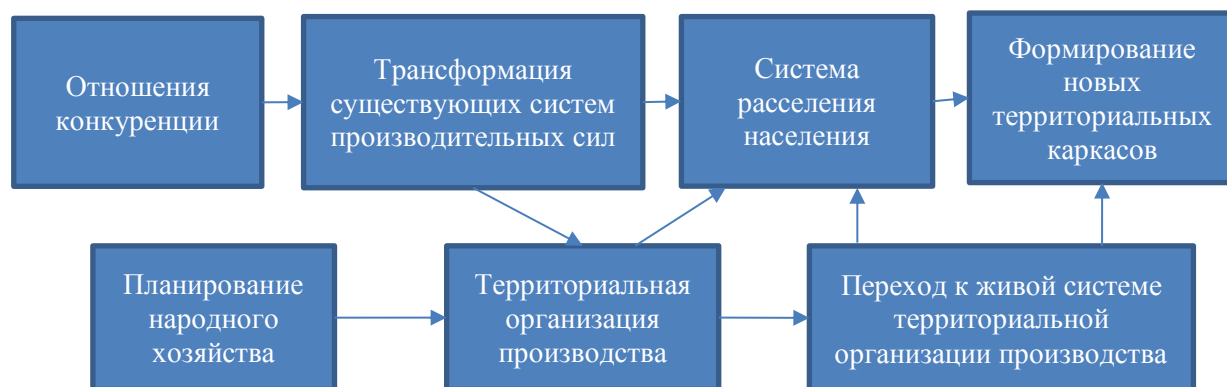 Отношения
конкуренции
Трансформация
существующих систем
производительных сил
Система
расселения
населения
Формирование
новых
территориальных
каркасов
Планирование
народного
хозяйства
Территориальная
организация
производства
Переход к живой системе
территориальной
организации производства